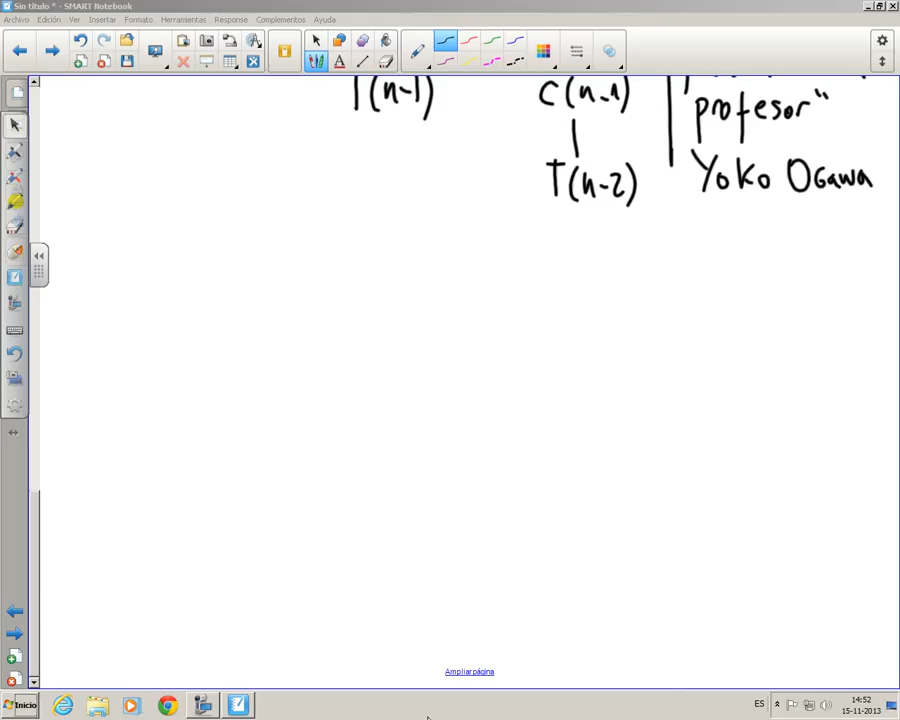 Sin título * - SMART Notebook
Archivo Edición Ver Insertar Formato Herramientas Response Complementos Ayuda
T(n-1) C(n-1)
profesor"
T(n-2) Yoko Ogawa
Ampliar página
Inicio ES 14:52
15-11-2013